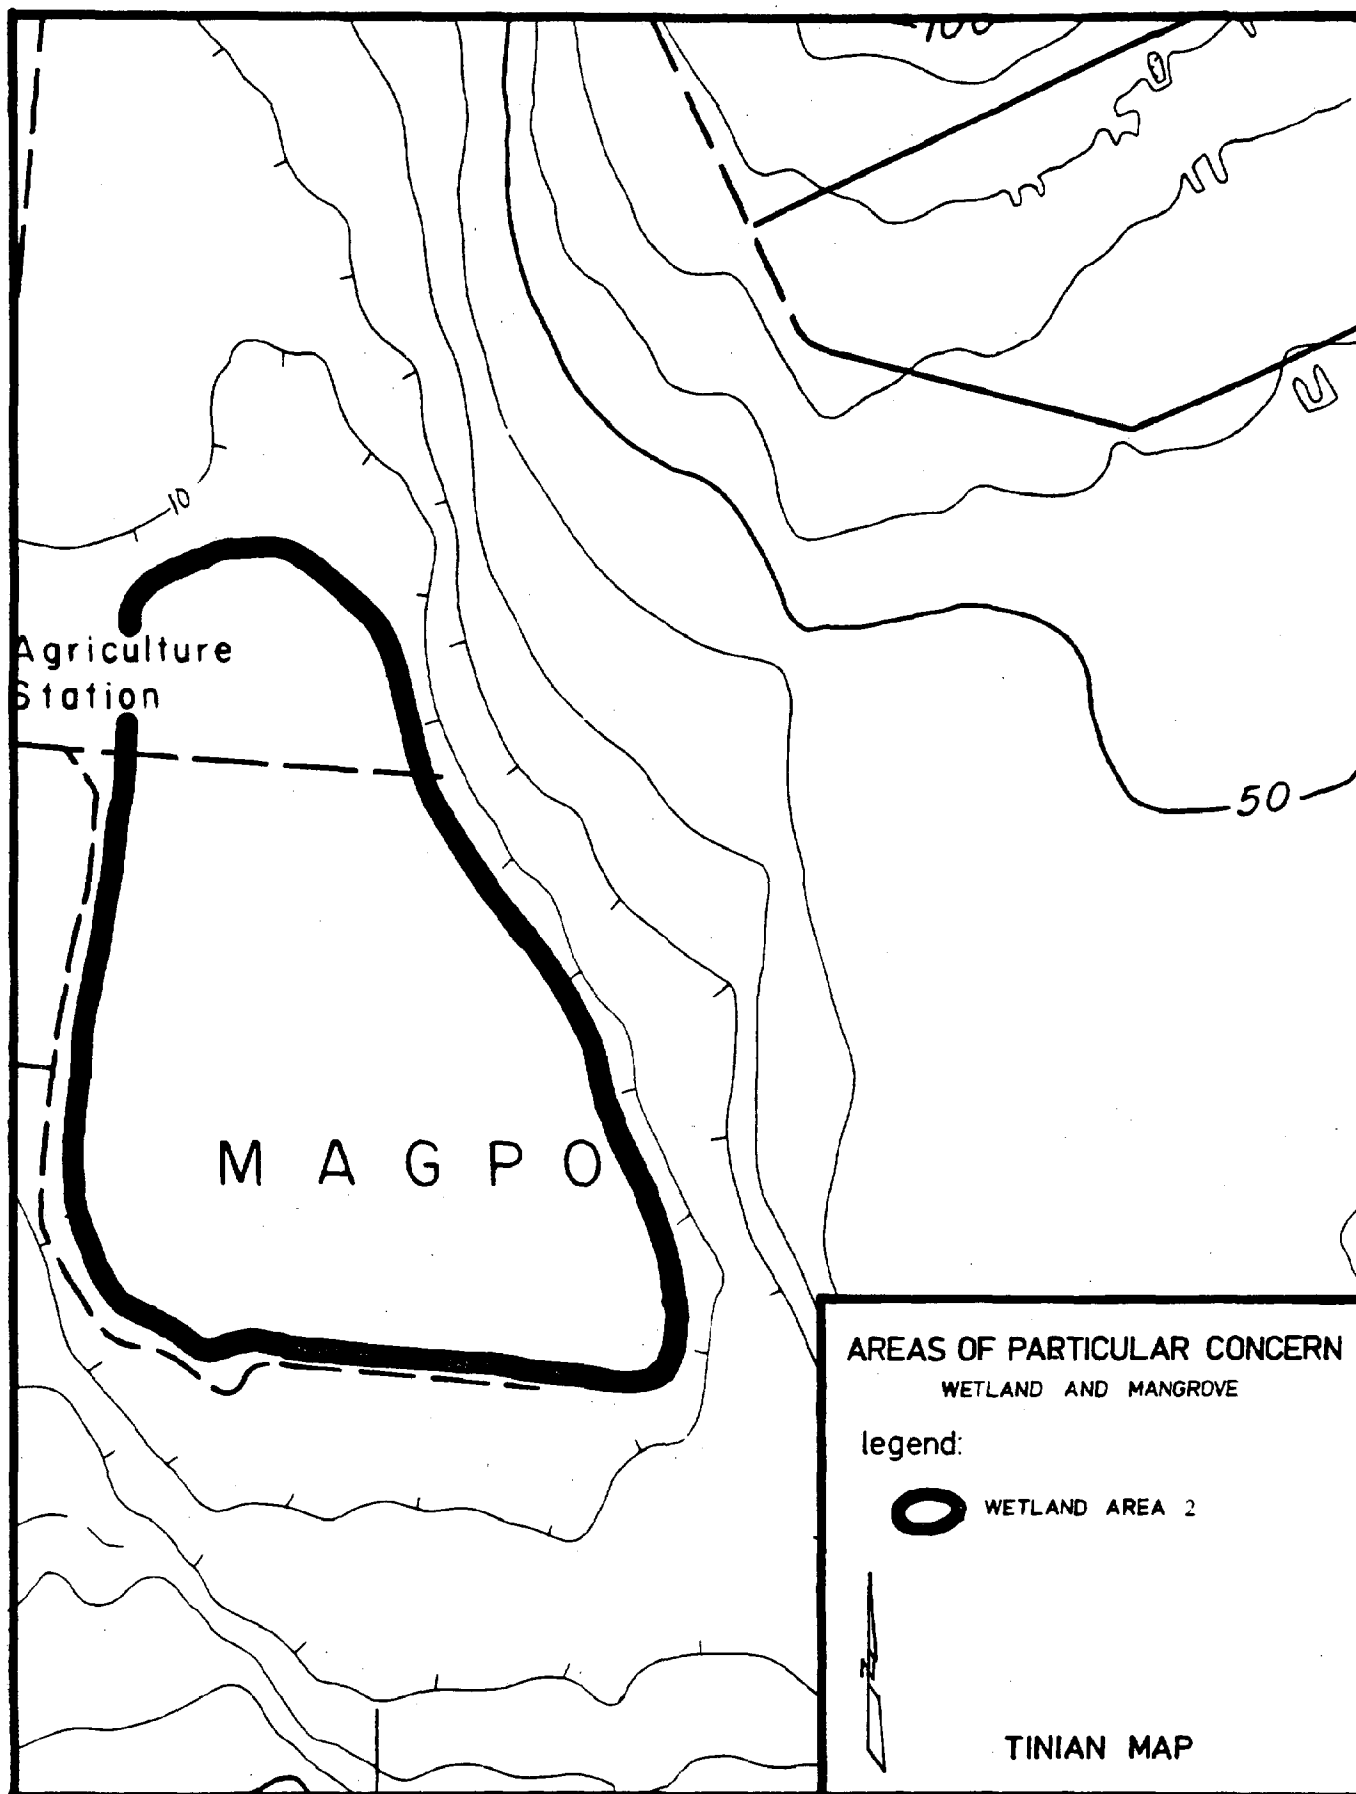 100
10
Agriculture
Station
50
MAGPO
AREAS OF PARTICULAR CONCERN
WETLAND AND MANGROVE
legend:
WETLAND AREA 2
N
TINIAN MAP